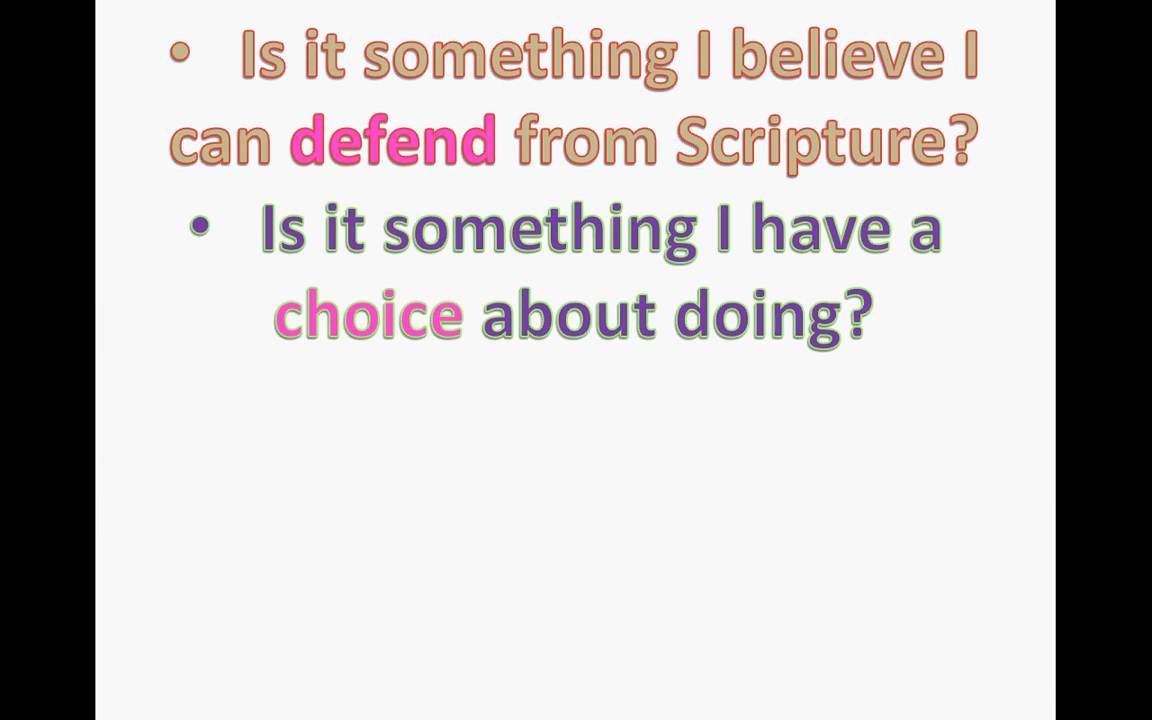 • Is it something I believe I
can defend from Scripture?
• Is it something I have a
choice about doing?